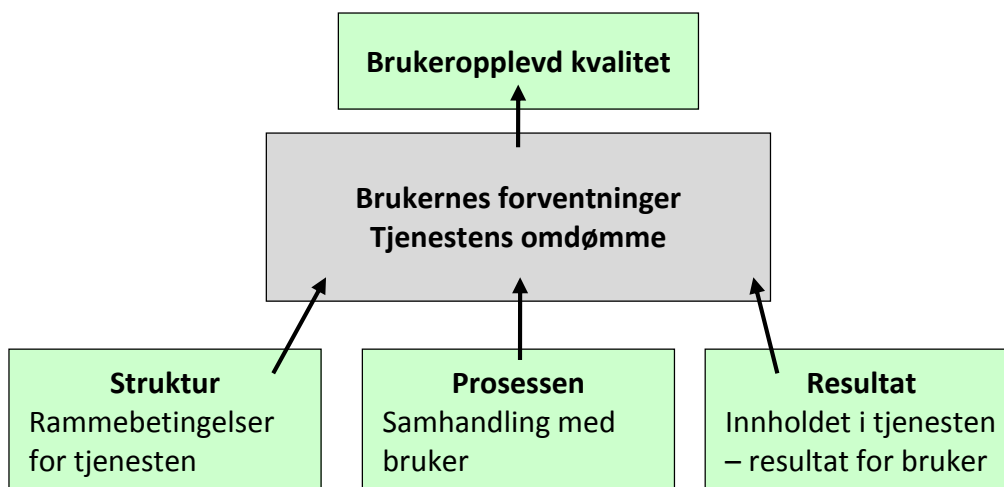 Brukeropplevd kvalitet
Brukernes forventninger
Tjenestens omdømme
Struktur
Rammebetingelser
for tjenesten
Prosessen
Samhandling med
bruker
Resultat
Innholdet i tjenesten
– resultat for bruker